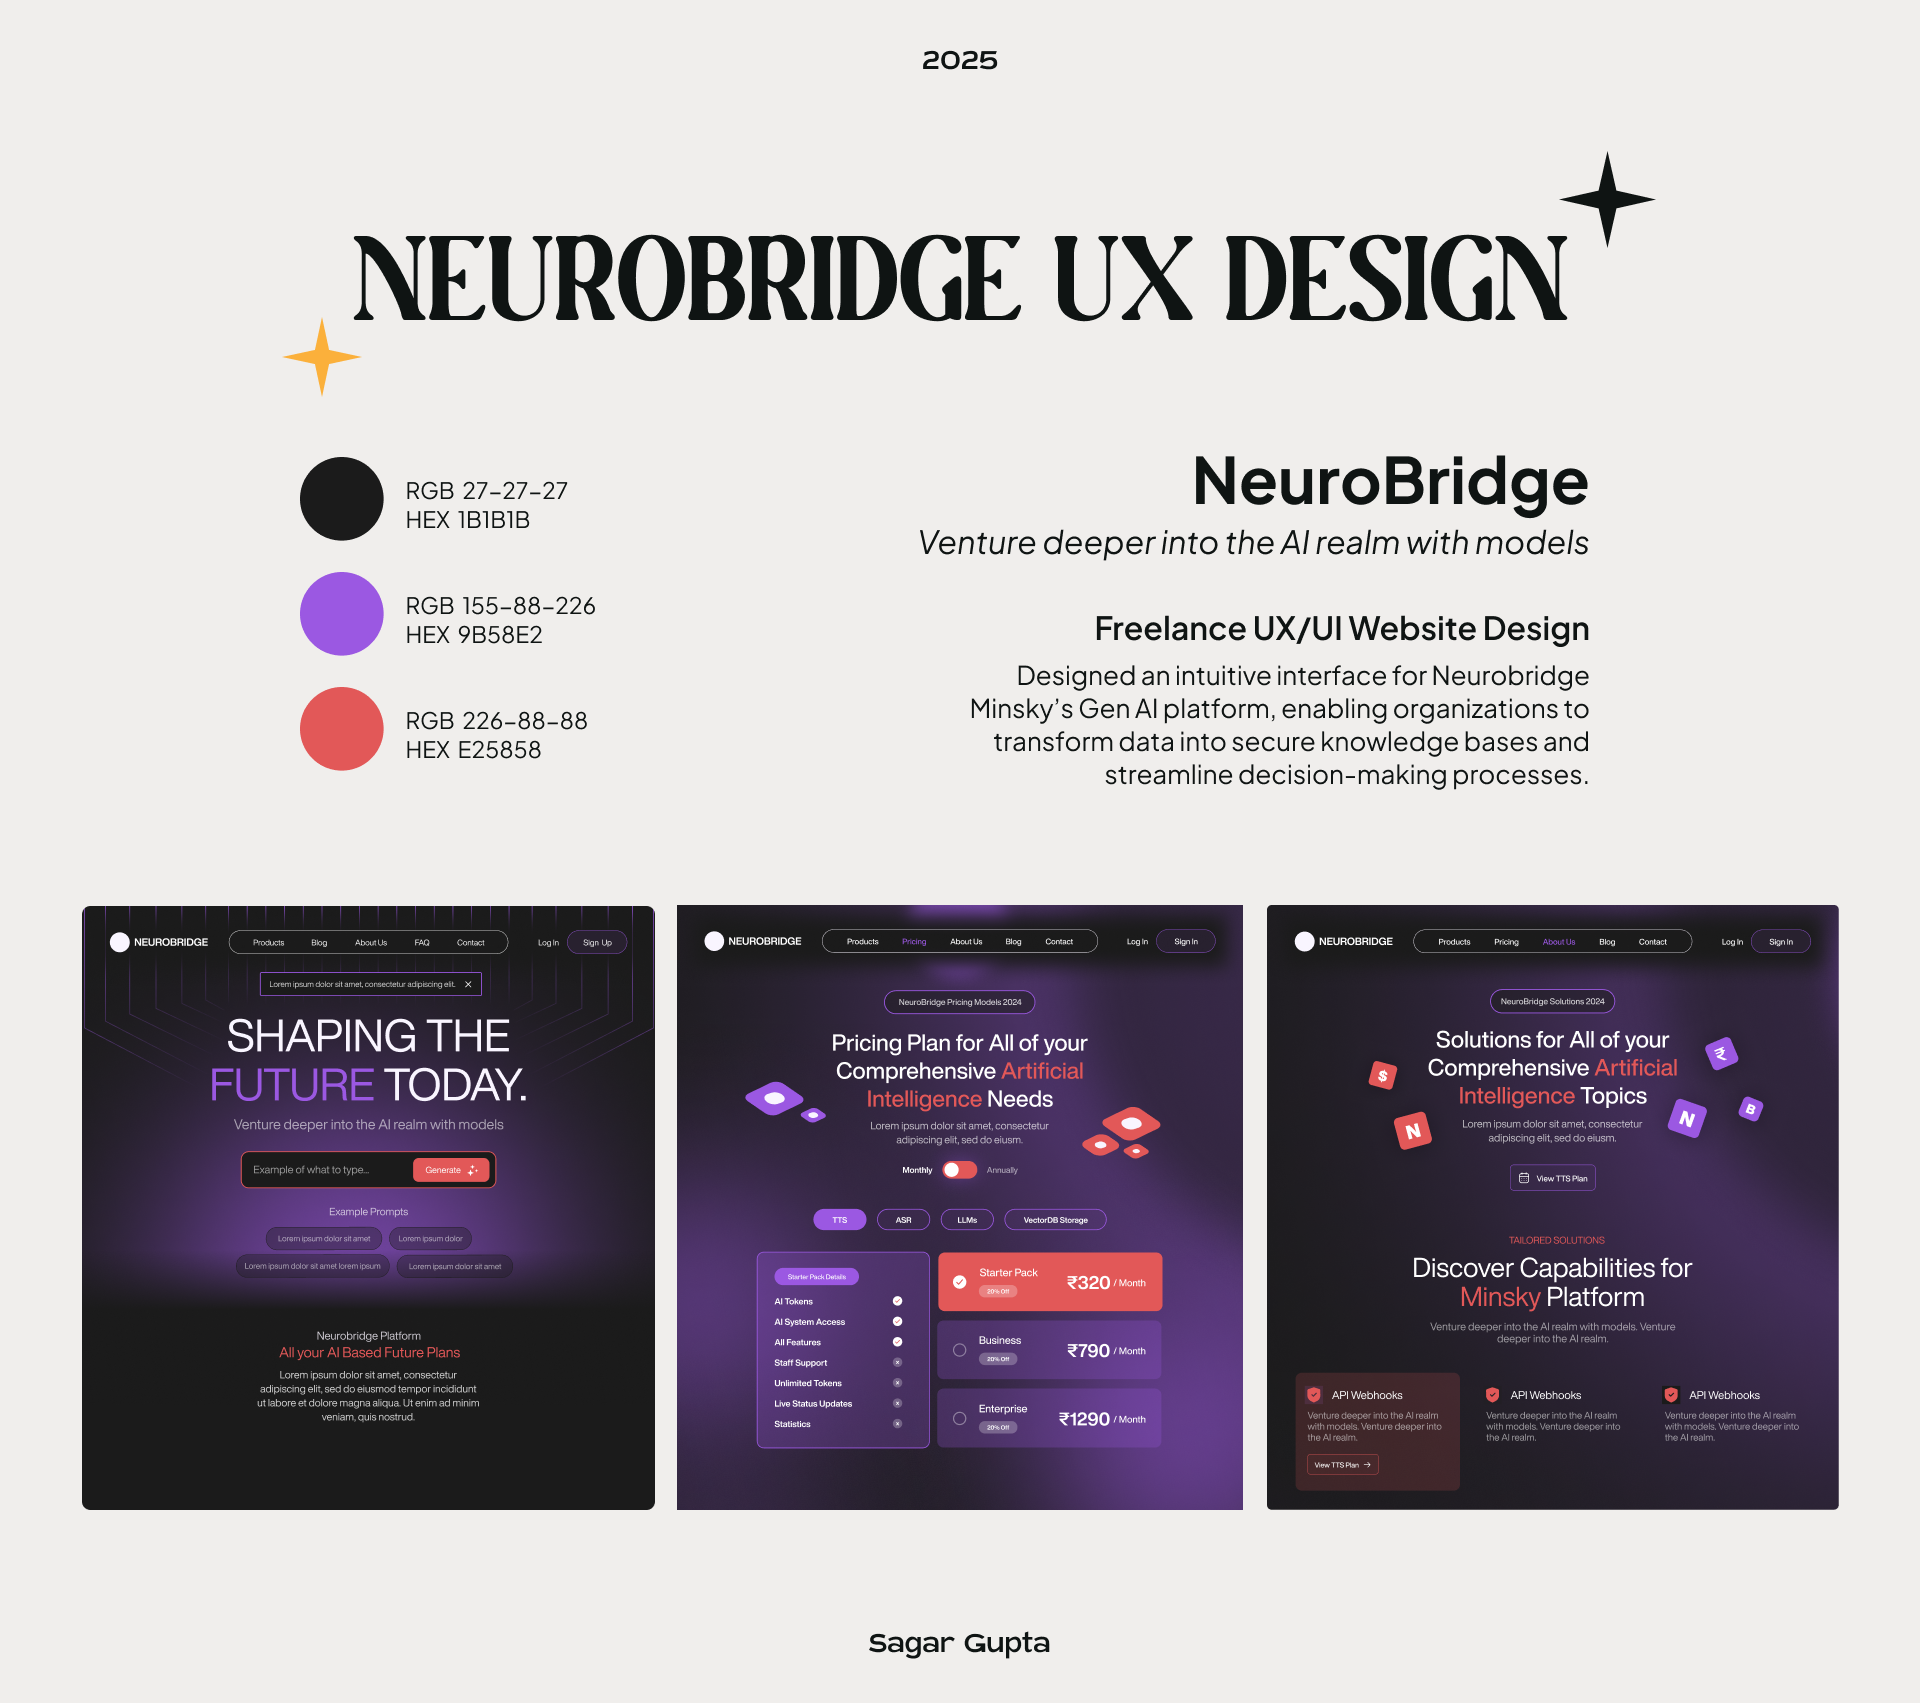 2025
NEUROBRIDGE UX DESIGN
RGB 27-27-27
HEX 1B1B1B
RGB 155-88-226
HEX 9B58E2
RGB 226-88-88
HEX E25858
NeuroBridge
Venture deeper into the AI realm with models
Freelance UX/UI Website Design
Designed an intuitive interface for Neurobridge
Minsky's Gen AI platform, enabling organizations to
transform data into secure knowledge bases and
streamline decision-making processes.
NEUROBRIDGE Products Blog About Us FAQ Contact Log In Sign Up
Lorem ipsum dolor sit amet, consectetur adipiscing elit.
SHAPING THE
FUTURE TODAY.
Venture deeper into the AI realm with models
Example of what to type... Generate
Example Prompts
Lorem ipsum dolor sit amet Lorem ipsum dolor
Lorem ipsum dolor sit amet lorem ipsum Lorem ipsum dolor sit amet
Neurobridge Platform
All your AI Based Future Plans
Lorem ipsum dolor sit amet, consectetur
adipiscing elit, sed do eiusmod tempor incididunt
ut labore et dolore magna aliqua. Ut enim ad minim
veniam, quis nostrud.
NEUROBRIDGE Products Pricing About Us Blog Contact Log In Sign In
NeuroBridge Pricing Models 2024
Pricing Plan for All of your
Comprehensive Artificial
Intelligence Needs
Lorem ipsum dolor sit amet, consectetur
adipiscing elit, sed do eiusm.
Monthly Annually
TTS ASR LLMs VectorDB Storage
Starter Pack Details
AI Tokens
AI System Access
All Features
Staff Support
Unlimited Tokens
Live Status Updates
Statistics
Starter Pack
20% Off
₹320 / Month
Business
20% Off
₹790 / Month
Enterprise
20% Off
₹1290 / Month
NEUROBRIDGE Products Pricing About Us Blog Contact Log In Sign In
NeuroBridge Solutions 2024
Solutions for All of your
Comprehensive Artificial
Intelligence Topics
$
N
₹
N
B
Lorem ipsum dolor sit amet, consectetur
adipiscing elit, sed do eiusm.
View TTS Plan
TAILORED SOLUTIONS
Discover Capabilities for
Minsky Platform
Venture deeper into the AI realm with models. Venture
deeper into the AI realm.
API Webhooks
Venture deeper into the AI realm
with models. Venture deeper into
the AI realm.
View TTS Plan
API Webhooks
Venture deeper into the AI realm
with models. Venture deeper into
the AI realm.
API Webhooks
Venture deeper into the AI realm
with models. Venture deeper into
the AI realm.
Sagar Gupta